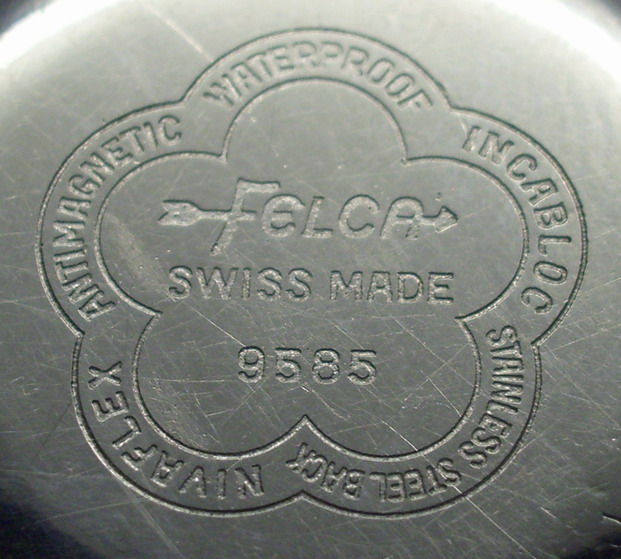 WATERPROOF
INCABLOC
STAINLESS STEEL BACK
NIVAFLEX
ANTIMAGNETIC
FELCA
SWISS MADE
9585